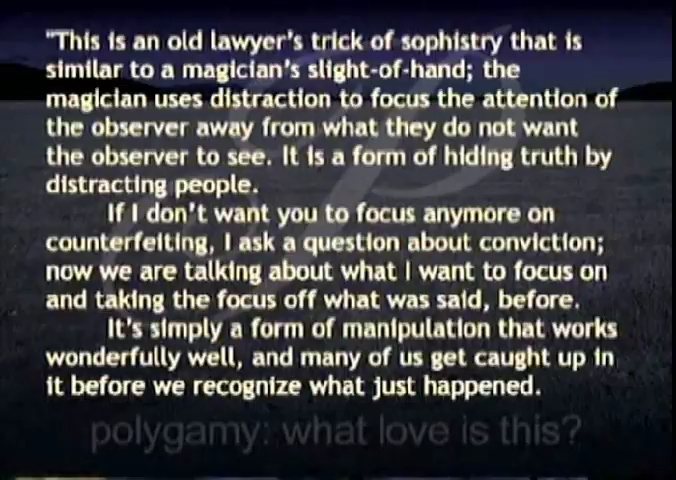 "This is an old lawyer's trick of sophistry that is
similar to a magician's slight-of-hand; the
magician uses distraction to focus the attention of
the observer away from what they do not want
the observer to see. It is a form of hiding truth by
distracting people.
If I don't want you to focus anymore on
counterfeiting, I ask a question about conviction;
now we are talking about what I want to focus on
and taking the focus off what was said, before.
It's simply a form of manipulation that works
wonderfully well, and many of us get caught up in
it before we recognize what just happened.
polygamy: what love is this?